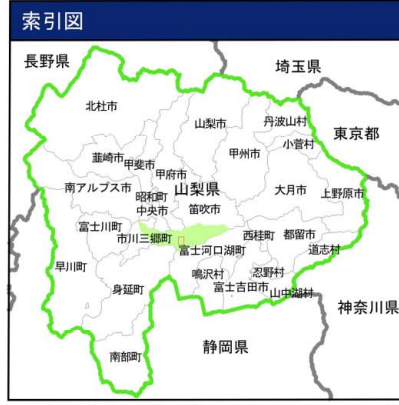 索引図
長野県
埼玉県
北杜市
山梨市
丹波山村
東京都
小菅村
韮崎市
甲斐市
甲府市
甲州市
南アルプス市
山梨県
大月市
上野原市
昭和町
中央市
笛吹市
富士川町
市川三郷町
西桂町
都留市
富士河口湖町
道志村
早川町
鳴沢村
忍野村
身延町
富士吉田市
山中湖村
神奈川県
静岡県
南部町